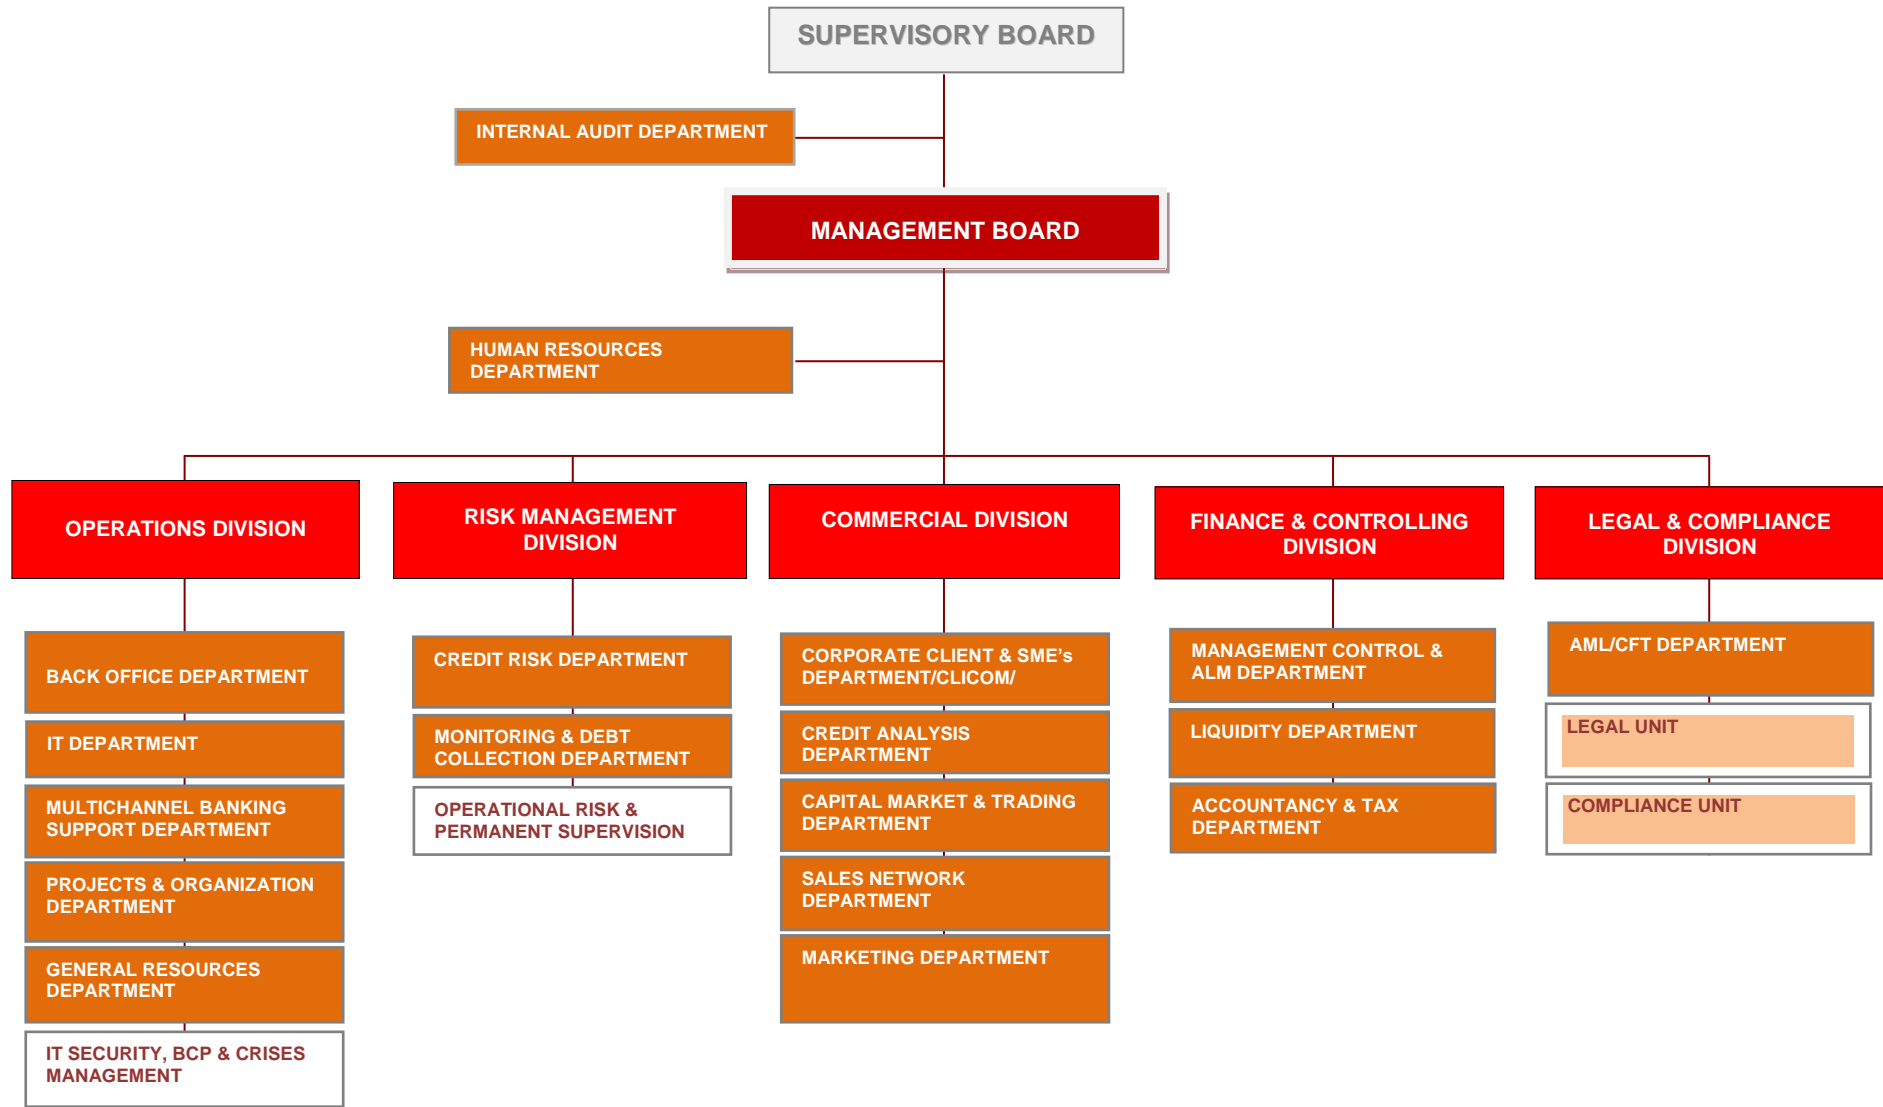 SUPERVISORY BOARD
INTERNAL AUDIT DEPARTMENT
MANAGEMENT BOARD
HUMAN RESOURCES
DEPARTMENT
OPERATIONS DIVISION
BACK OFFICE DEPARTMENT
IT DEPARTMENT
MULTICHANNEL BANKING
SUPPORT DEPARTMENT
PROJECTS & ORGANIZATION
DEPARTMENT
GENERAL RESOURCES
DEPARTMENT
IT SECURITY, BCP & CRISES
MANAGEMENT
RISK MANAGEMENT
DIVISION
CREDIT RISK DEPARTMENT
MONITORING & DEBT
COLLECTION DEPARTMENT
OPERATIONAL RISK &
PERMANENT SUPERVISION
COMMERCIAL DIVISION
CORPORATE CLIENT & SME's
DEPARTMENT/CLICOM/
CREDIT ANALYSIS
DEPARTMENT
CAPITAL MARKET & TRADING
DEPARTMENT
SALES NETWORK
DEPARTMENT
MARKETING DEPARTMENT
FINANCE & CONTROLLING
DIVISION
MANAGEMENT CONTROL &
ALM DEPARTMENT
LIQUIDITY DEPARTMENT
ACCOUNTANCY & TAX
DEPARTMENT
LEGAL & COMPLIANCE
DIVISION
AML/CFT DEPARTMENT
LEGAL UNIT
COMPLIANCE UNIT